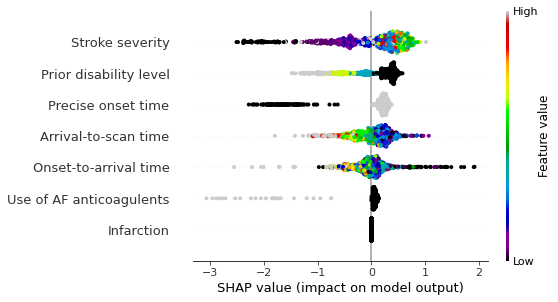 High
Stroke severity
Prior disability level
Precise onset time
Arrival-to-scan time
Onset-to-arrival time
Use of AF anticoagulents
Infarction
Feature value
Low
−3 −2 −1 0 1 2
SHAP value (impact on model output)